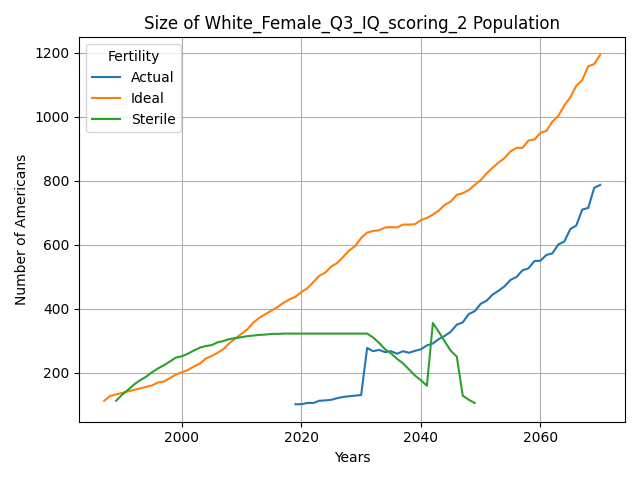 Size of White_Female_Q3_IQ_scoring_2 Population
Fertility
Actual
Ideal
Sterile
Number of Americans
1200
1000
800
600
400
200
2000
2020
2040
2060
Years